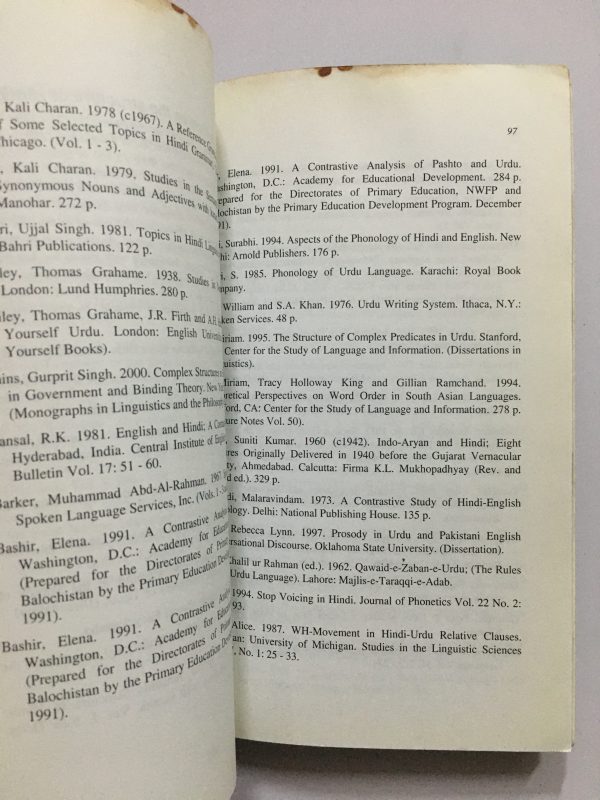 Kali Charan. 1978 (c1967). A Reference
Some Selected Topics in Hindi Grammar.
Chicago. (Vol. 1 - 3).
Kali Charan. 1979. Studies in the
Synonymous Nouns and Adjectives with
Manohar. 272 p.
ri, Ujjal Singh. 1981. Topics in Hindi
Bahri Publications. 122 p.
ley, Thomas Grahame. 1938. Studies in
London: Lund Humphries. 280 p.
ley, Thomas Grahame, J.R. Firth and
Yourself Urdu. London: English
Yourself Books).
ins, Gurprit Singh. 2000. Complex Structures
in Government and Binding Theory. New
(Monographs in Linguistics and the
ansal, R.K. 1981. English and Hindi: A
Hyderabad, India. Central Institute of
Bulletin Vol. 17: 51 - 60.
Barker, Muhammad Abd-Al-Rahman. 1967
Spoken Language Services, Inc. (Vols.
Bashir, Elena. 1991. A Contrastive
Washington, D.C.: Academy for
(Prepared for the Directorates of
Balochistan by the Primary Education
1991).
Bashir, Elena. 1991. A Contrastive
Washington, D.C.: Academy for
(Prepared for the Directorates of
Balochistan by the Primary Education
1991).
97
Elena. 1991. A Contrastive Analysis of Pashto and Urdu.
ashington, D.C.: Academy for Educational Development. 284 p.
epared for the Directorates of Primary Education, NWFP and
alochistan by the Primary Education Development Program. December
91).
i, Surabhi. 1994. Aspects of the Phonology of Hindi and English. New
hi: Arnold Publishers. 176 p.
i, S. 1985. Phonology of Urdu Language. Karachi: Royal Book
mpany.
William and S.A. Khan. 1976. Urdu Writing System. Ithaca, N.Y.:
oken Services. 48 p.
iriam. 1995. The Structure of Complex Predicates in Urdu. Stanford,
Center for the Study of Language and Information. (Dissertations in
uistics).
Miriam, Tracy Holloway King and Gillian Ramchand. 1994.
retical Perspectives on Word Order in South Asian Languages.
ford, CA: Center for the Study of Language and Information. 278 p.
ture Notes Vol. 50).
, Suniti Kumar. 1960 (c1942). Indo-Aryan and Hindi; Eight
ures Originally Delivered in 1940 before the Gujarat Vernacular
ty, Ahmedabad. Calcutta: Firma K.L. Mukhopadhyay (Rev. and
d ed.). 329 p.
di, Malaravindam. 1973. A Contrastive Study of Hindi-English
ology. Delhi: National Publishing House. 135 p.
Rebecca Lynn. 1997. Prosody in Urdu and Pakistani English
ersational Discourse. Oklahoma State University. (Dissertation).
Khalil ur Rahman (ed.). 1962. Qawaid-e-Zaban-e-Urdu; (The Rules
Urdu Language). Lahore: Majlis-e-Taraqqi-e-Adab.
1994. Stop Voicing in Hindi. Journal of Phonetics Vol. 22 No. 2:
93.
Alice. 1987. WH-Movement in Hindi-Urdu Relative Clauses.
an: University of Michigan. Studies in the Linguistic Sciences
, No. 1: 25 - 33.